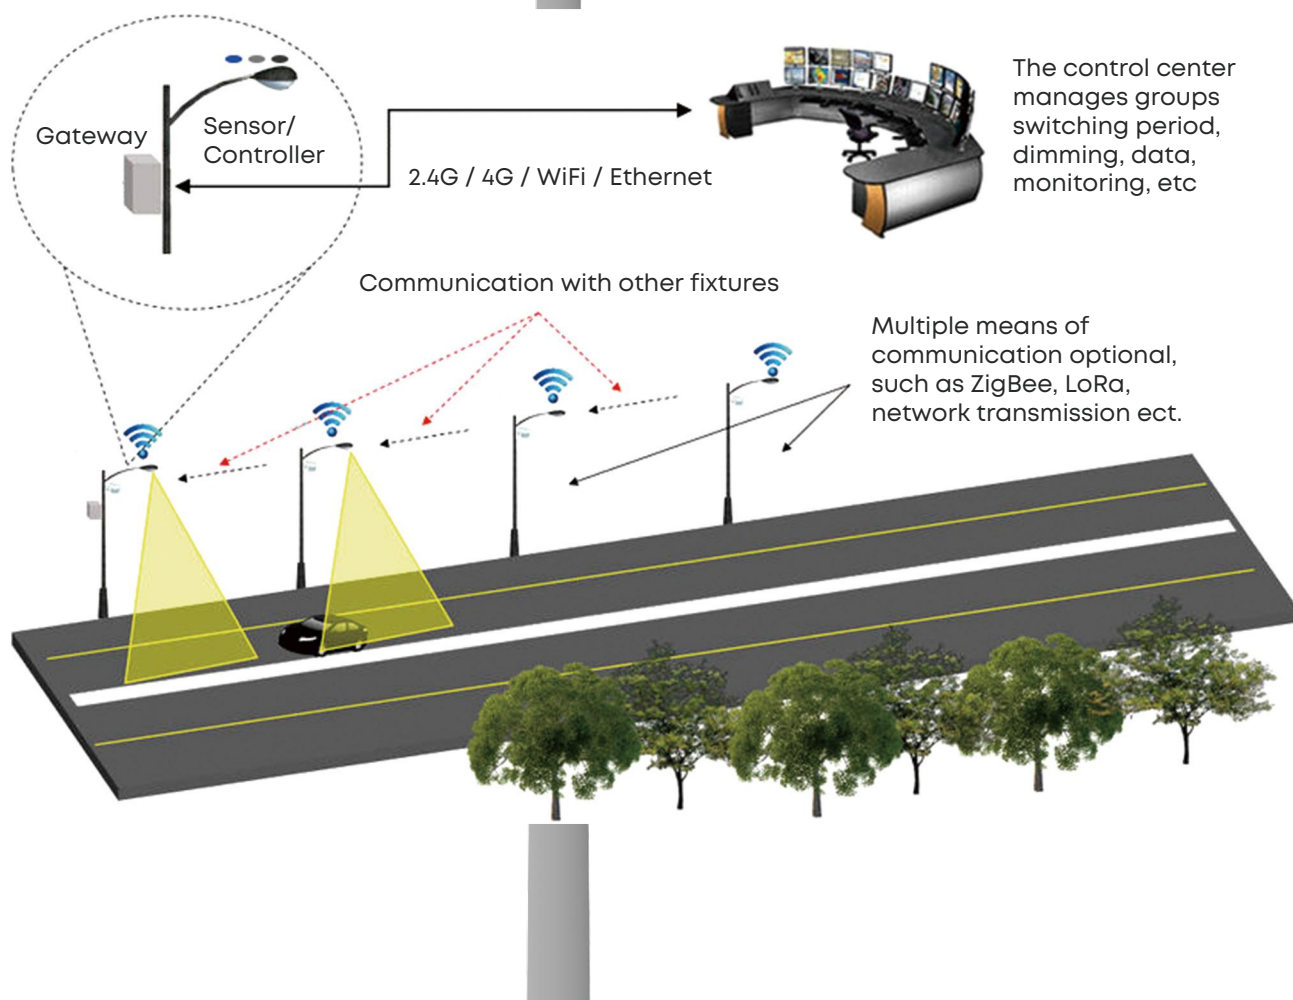 Gateway
Sensor/
Controller
2.4G / 4G / WiFi / Ethernet
The control center
manages groups
switching period,
dimming, data,
monitoring, etc
Communication with other fixtures
Multiple means of
communication optional,
such as ZigBee, LoRa,
network transmission ect.